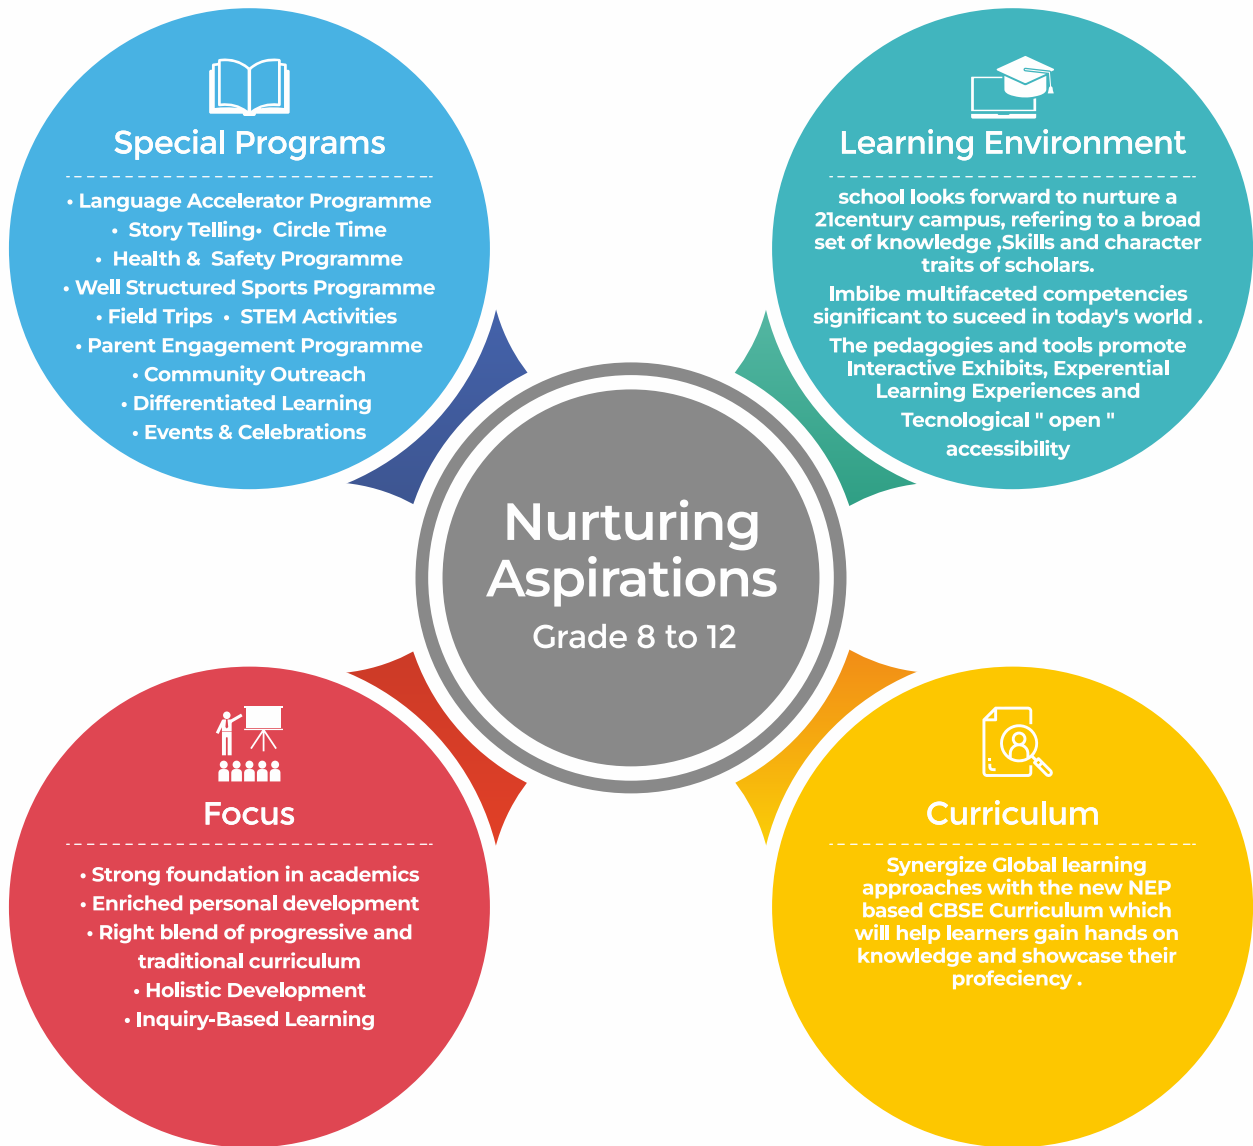 Special Programs
• Language Accelerator Programme
• Story Telling• Circle Time
• Health & Safety Programme
• Well Structured Sports Programme
• Field Trips • STEM Activities
• Parent Engagement Programme
• Community Outreach
• Differentiated Learning
• Events & Celebrations
Learning Environment
school looks forward to nurture a
21century campus, refering to a broad
set of knowledge ,Skills and character
traits of scholars.
Imbibe multifaceted competencies
significant to suceed in today's world .
The pedagogies and tools promote
Interactive Exhibits, Experential
Learning Experiences and
Tecnological " open "
accessibility
Nurturing
Aspirations
Grade 8 to 12
Focus
• Strong foundation in academics
• Enriched personal development
• Right blend of progressive and
traditional curriculum
• Holistic Development
• Inquiry-Based Learning
Curriculum
Synergize Global learning
approaches with the new NEP
based CBSE Curriculum which
will help learners gain hands on
knowledge and showcase their
profeciency .